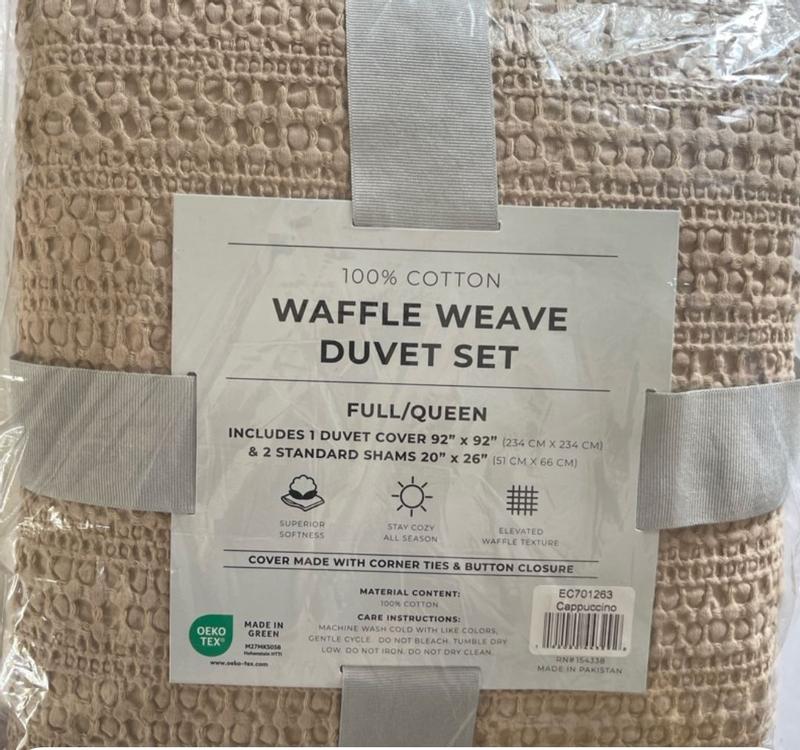 100% COTTON
WAFFLE WEAVE
DUVET SET
FULL/QUEEN
INCLUDES 1 DUVET COVER 92” x 92” (234 CM X 234 CM)
& 2 STANDARD SHAMS 20” x 26” (51 CM X 66 CM)
SUPERIOR
SOFTNESS
STAY COZY
ALL SEASON
ELEVATED
WAFFLE TEXTURE
COVER MADE WITH CORNER TIES & BUTTON CLOSURE
OEKO
TEX®
MADE IN
GREEN
Hohenstein HTTI
www.oeko-tex.com
MATERIAL CONTENT:
100% COTTON
CARE INSTRUCTIONS:
MACHINE WASH COLD WITH LIKE COLORS,
GENTLE CYCLE. DO NOT BLEACH. TUMBLE DRY
LOW. DO NOT IRON. DO NOT DRY CLEAN.
EC701263
Cappuccino
RN# 154338
MADE IN PAKISTAN